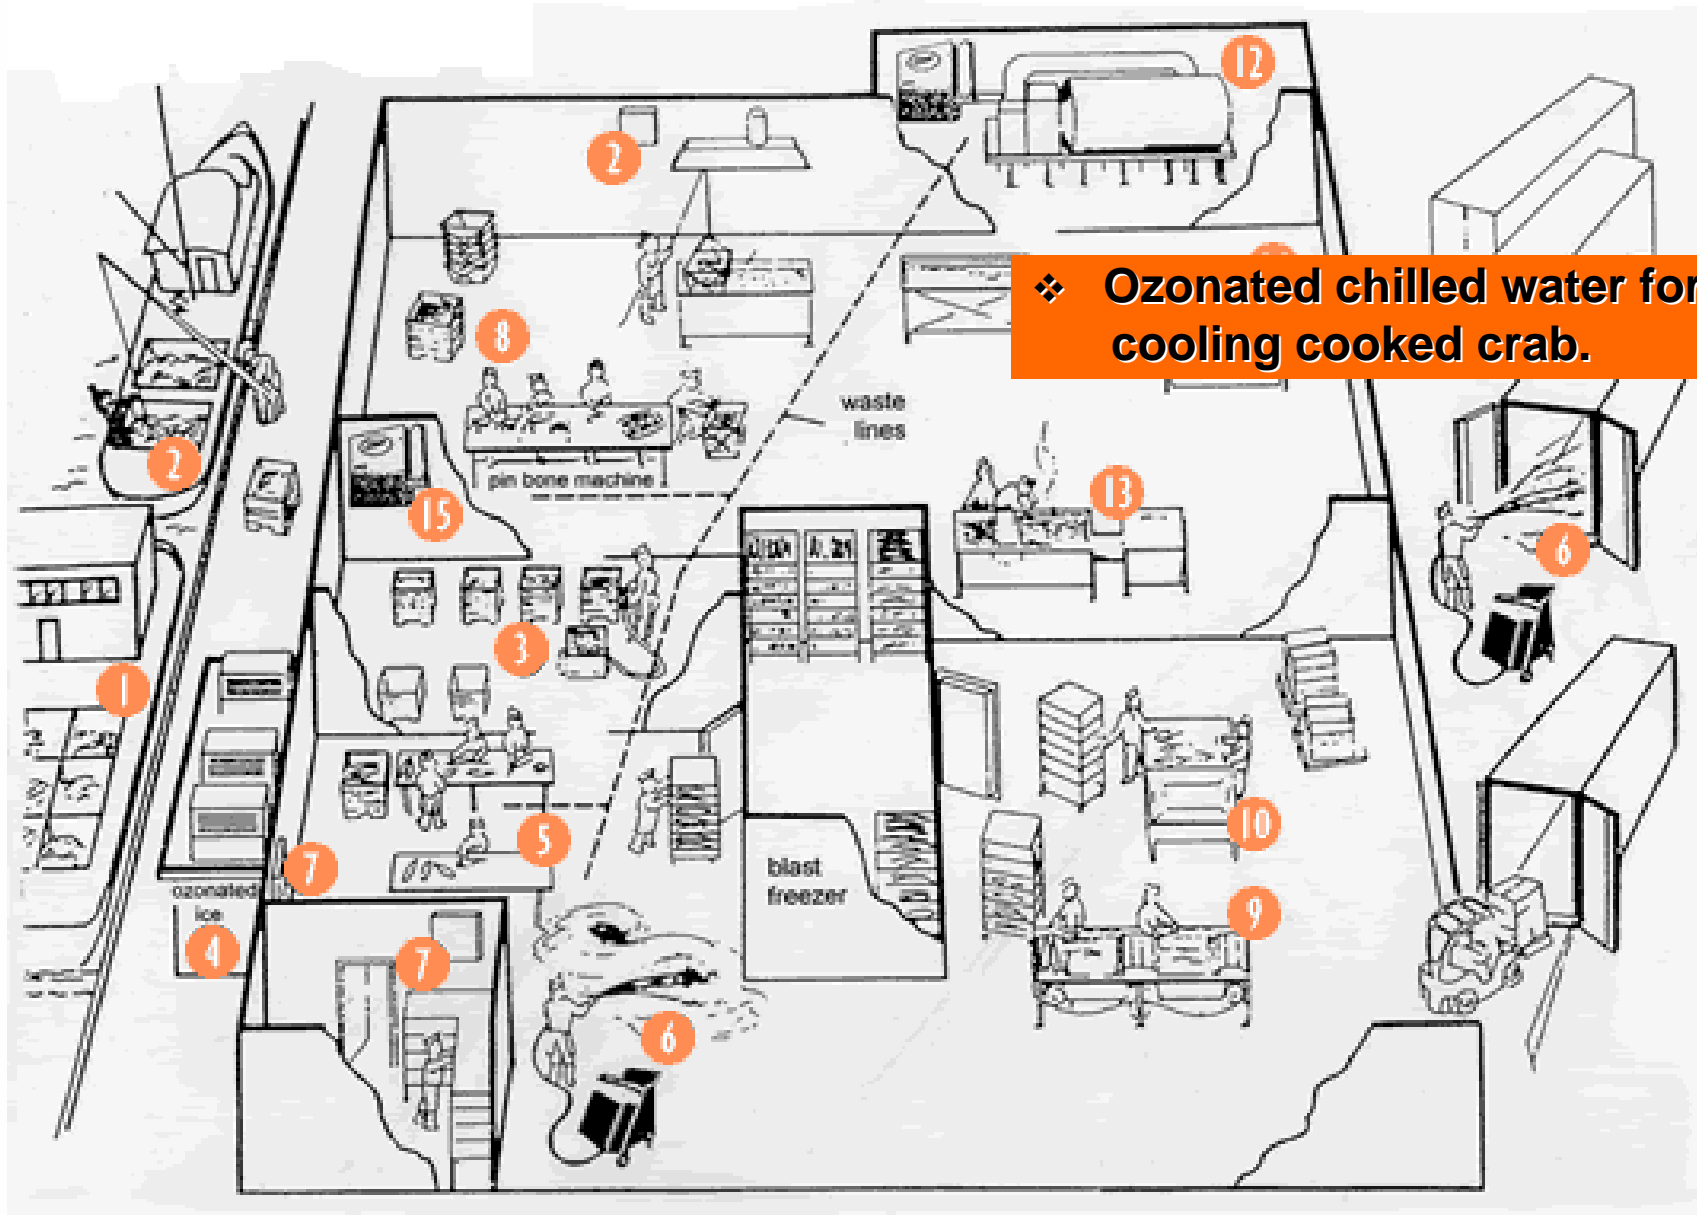 12
2
❖ Ozonated chilled water for
cooling cooked crab.
8
waste
lines
2
pin bone machine
15
13
6
3
1
10
5
7
blast
freezer
ozonated
ice
9
4
7
6